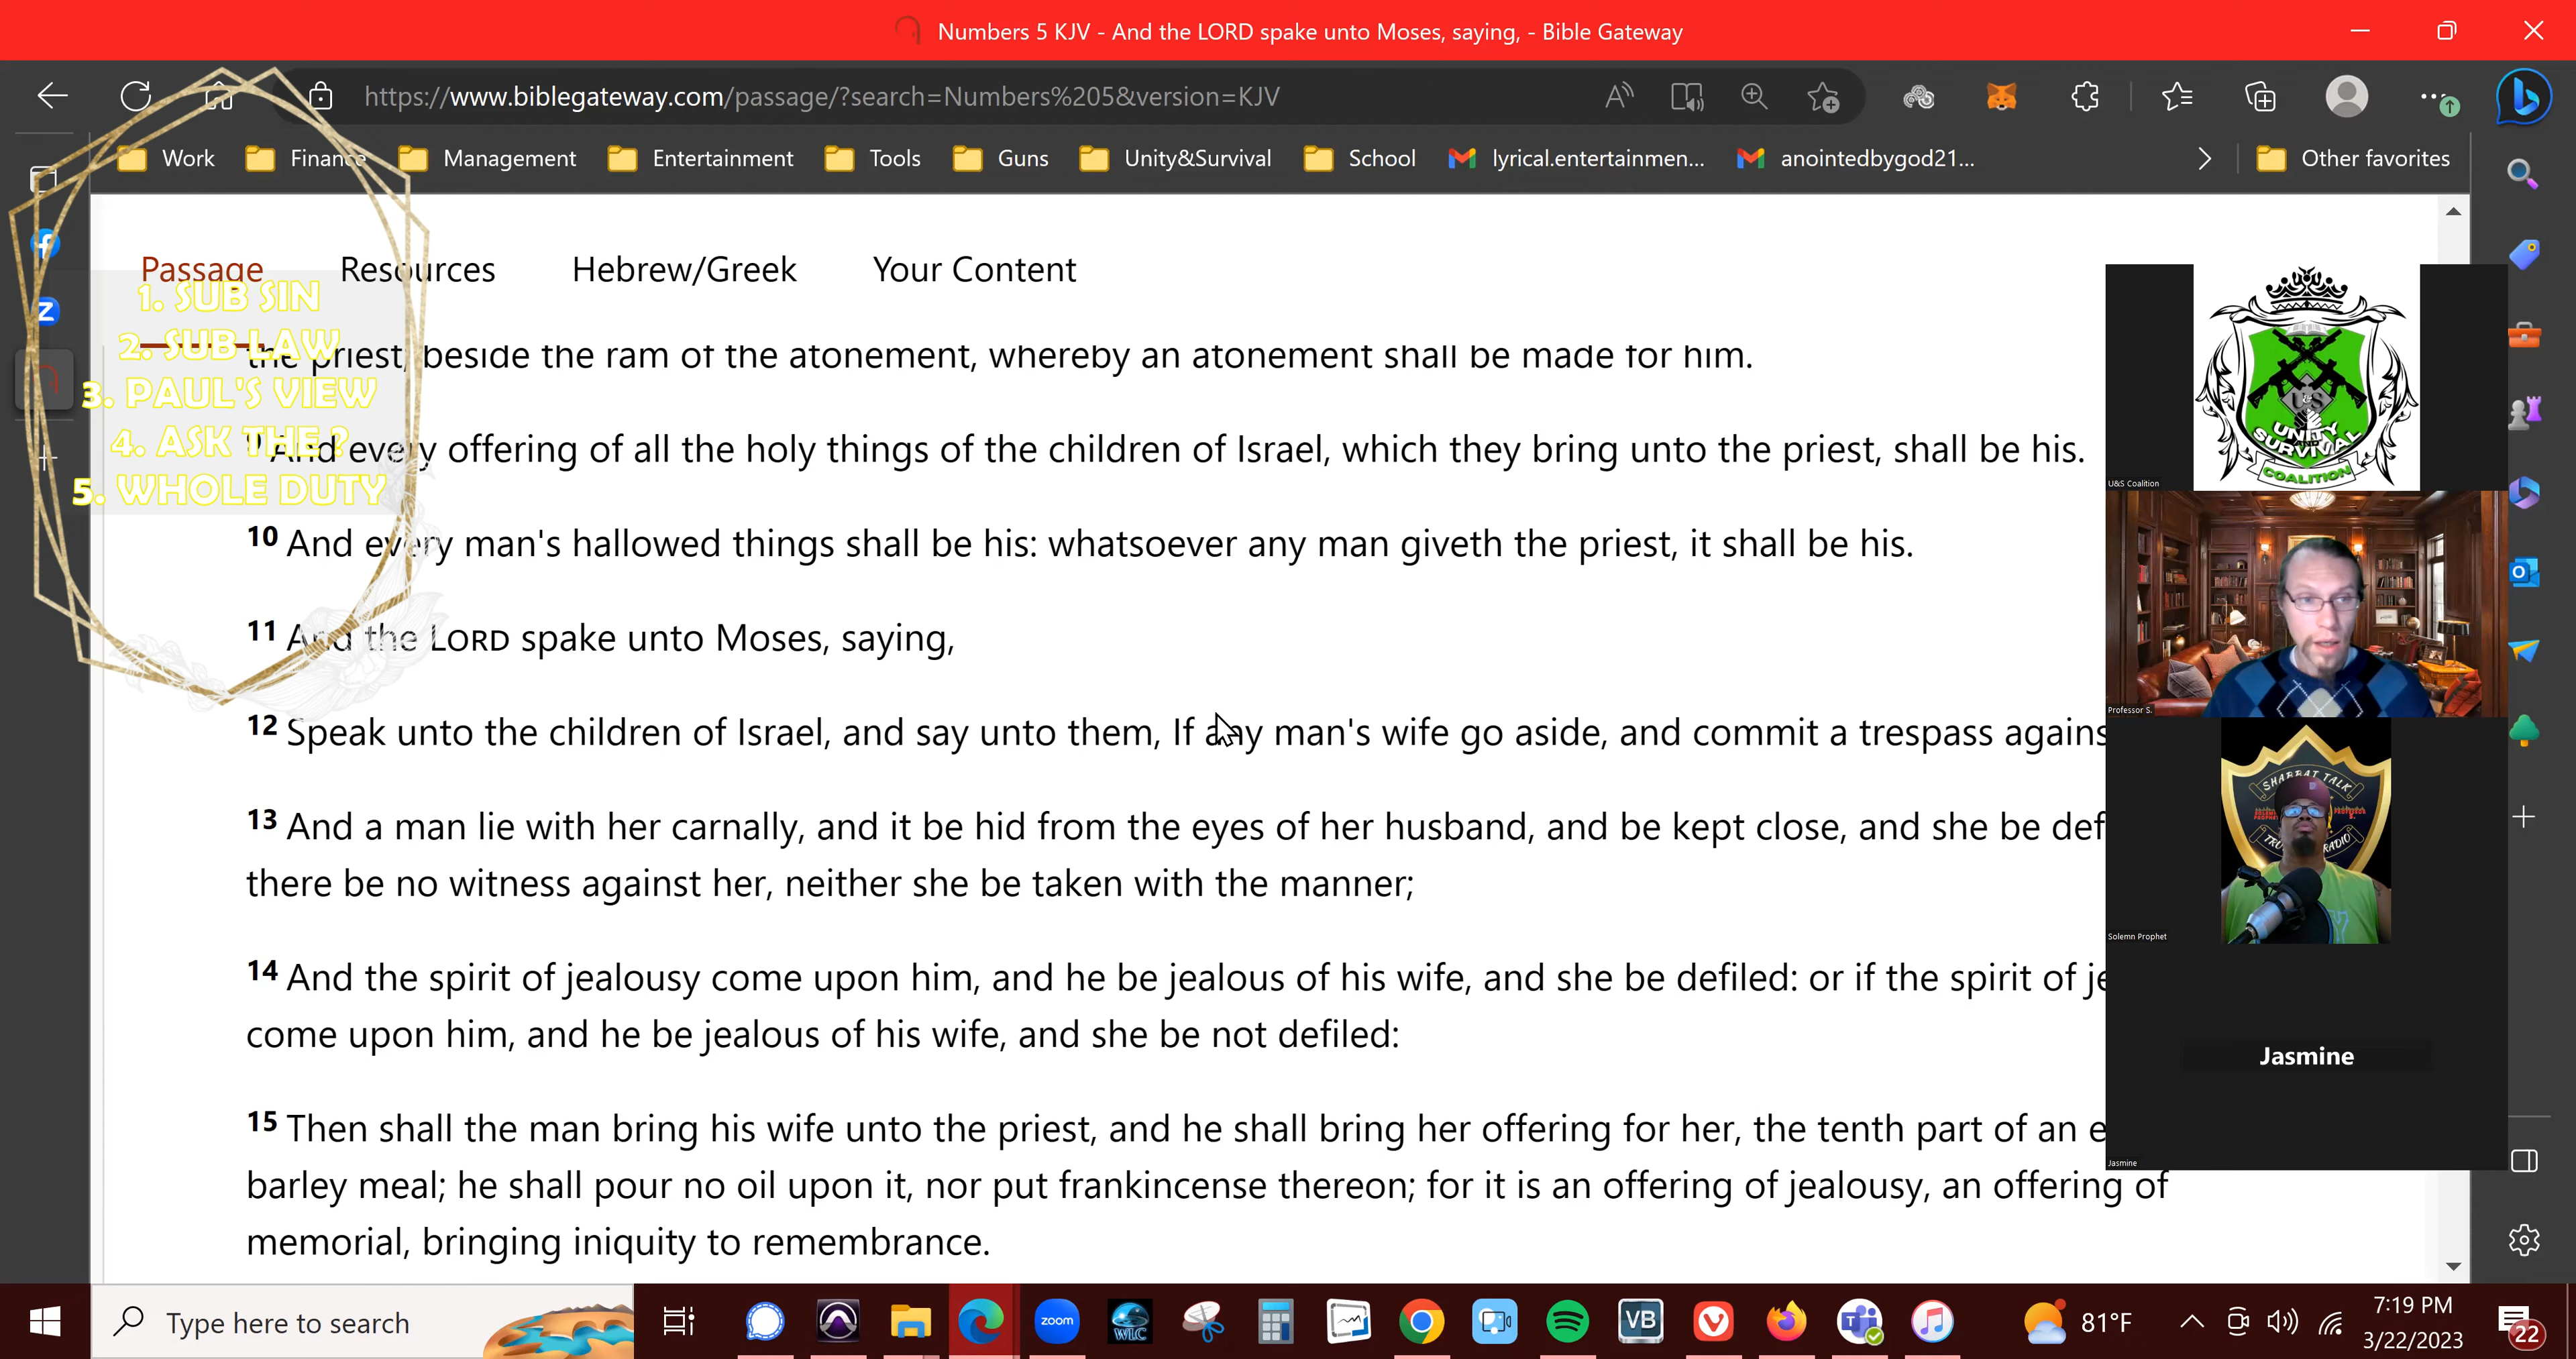 Numbers 5 KJV - And the LORD spake unto Moses, saying, - Bible Gateway
https://www.biblegateway.com/passage/?search=Numbers%205&version=KJV
Work Finance Management Entertainment Tools Guns Unity&Survival School lyrical.entertainmen... anointedbygod21... Other favorites
Passage Resources Hebrew/Greek Your Content
1. SUB SIN
2. SUB LAW
3. PAUL'S VIEW
4. ASK THE ?
5. WHOLE DUTY
the priest, beside the ram of the atonement, whereby an atonement shall be made for him.
9 And every offering of all the holy things of the children of Israel, which they bring unto the priest, shall be his.
10 And every man's hallowed things shall be his: whatsoever any man giveth the priest, it shall be his.
11 And the LORD spake unto Moses, saying,
12 Speak unto the children of Israel, and say unto them, If any man's wife go aside, and commit a trespass agains
13 And a man lie with her carnally, and it be hid from the eyes of her husband, and be kept close, and she be def
there be no witness against her, neither she be taken with the manner;
14 And the spirit of jealousy come upon him, and he be jealous of his wife, and she be defiled: or if the spirit of je
come upon him, and he be jealous of his wife, and she be not defiled:
15 Then shall the man bring his wife unto the priest, and he shall bring her offering for her, the tenth part of an e
barley meal; he shall pour no oil upon it, nor put frankincense thereon; for it is an offering of jealousy, an offering of
memorial, bringing iniquity to remembrance.
U&S
UNITY
AND
SURVIVAL
COALITION
U&S Coalition
Professor S.
SHABBAT TALK
RADIO
Solemn Prophet
Jasmine
Jasmine
Type here to search
zoom
WLC
VB
81°F
7:19 PM
3/22/2023
22